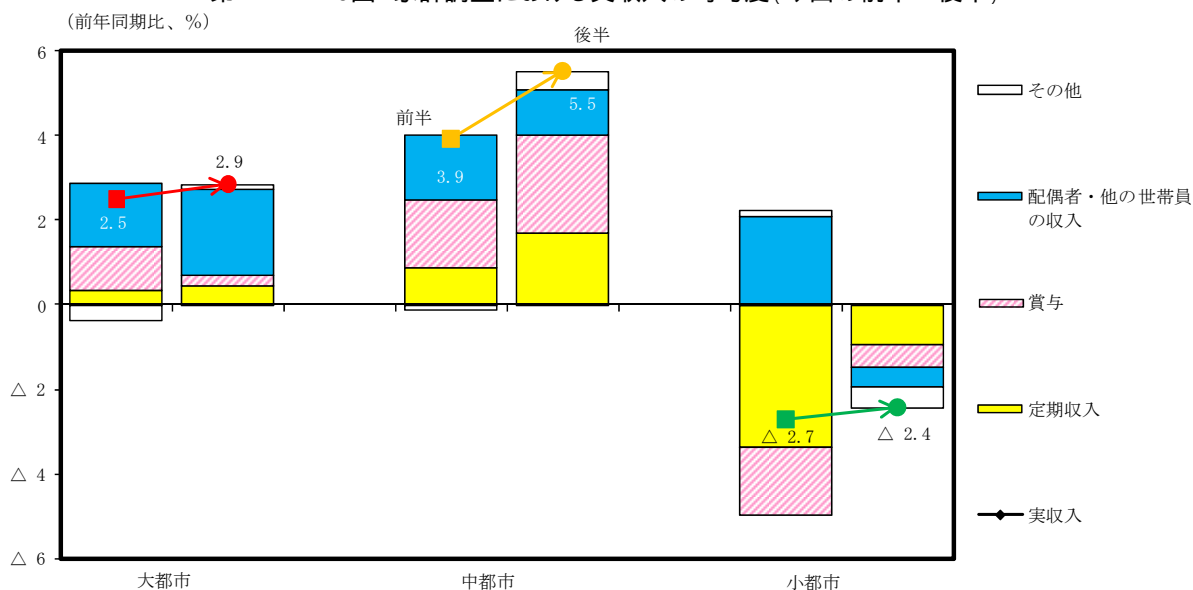 (前年同期比、%)
後半
6
その他
5.5
前半
4
2.9
3.9
配偶者・他の世帯員
の収入
2
2.5
賞与
0
△ 2
定期収入
△ 2.7
△ 2.4
△ 4
実収入
△ 6
大都市
中都市
小都市